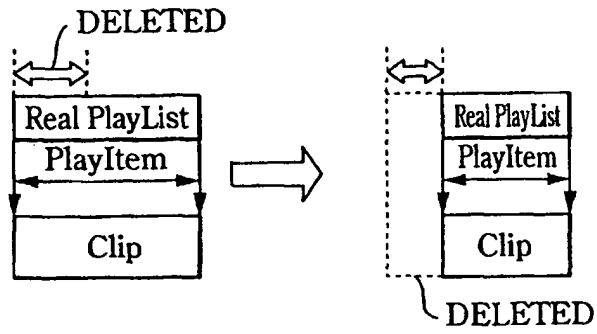 DELETED
Real PlayList
PlayItem
Clip
Real PlayList
PlayItem
Clip
DELETED